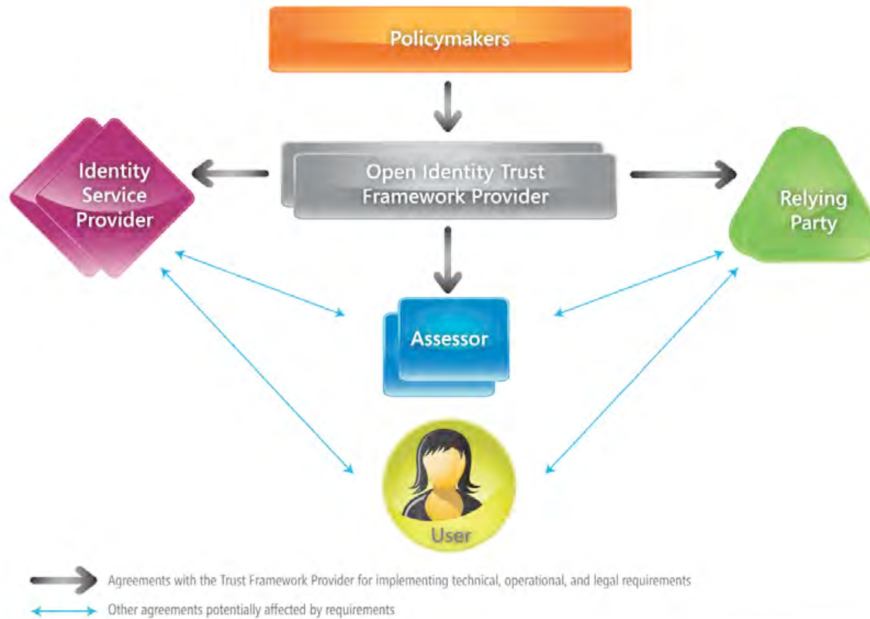 Policymakers
Identity
Service
Provider
Open Identity Trust
Framework Provider
Relying
Party
Assessor
User
Agreements with the Trust Framework Provider for implementing technical, operational, and legal requirements
Other agreements potentially affected by requirements